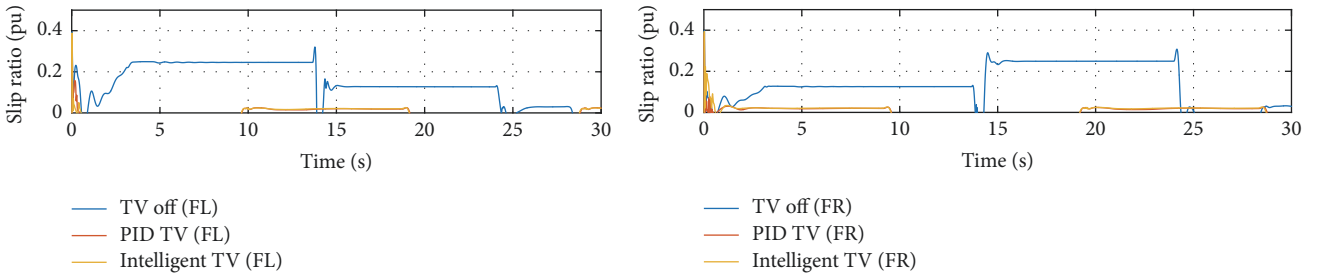 Slip ratio (pu)
0.4
0.2
0
0 5 10 15 20 25 30
Time (s)
TV off (FL)
PID TV (FL)
Intelligent TV (FL)
Slip ratio (pu)
0.4
0.2
0
0 5 10 15 20 25 30
Time (s)
TV off (FR)
PID TV (FR)
Intelligent TV (FR)